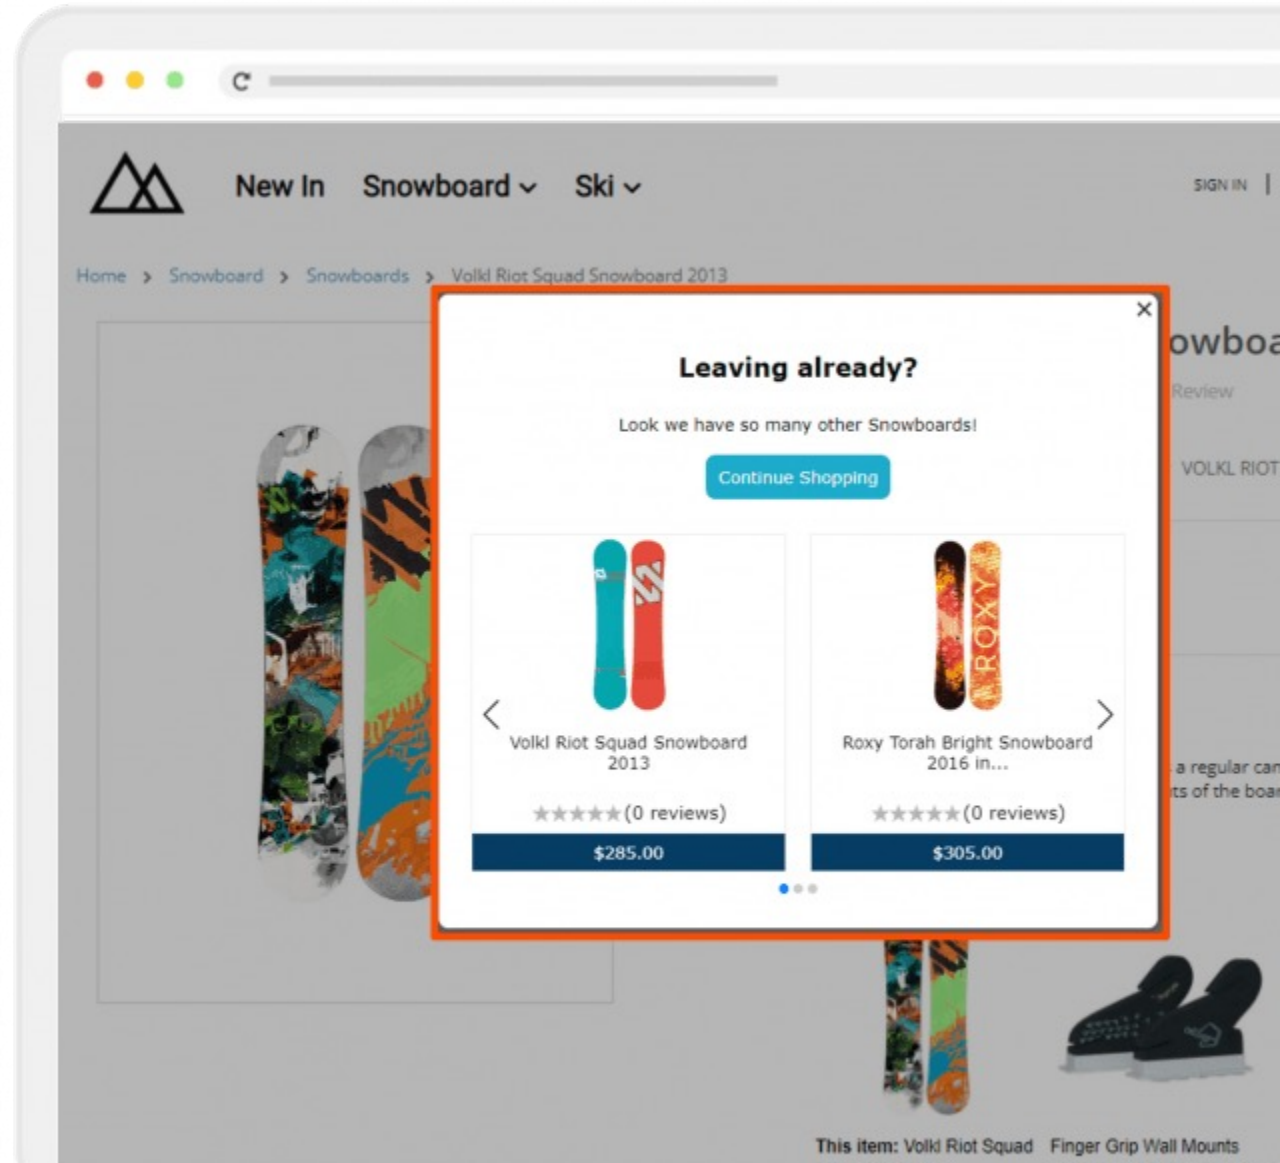 New In Snowboard Ski
SIGN IN |
Home > Snowboard > Snowboards > Volkl Riot Squad Snowboard 2013
Leaving already?
Look we have so many other Snowboards!
Continue Shopping
ROXY
Volkl Riot Squad Snowboard
2013
(0 reviews)
$285.00
Roxy Torah Bright Snowboard
2016 in...
(0 reviews)
$305.00
Review
VOLKL RIOT
a regular
of the
This item: Volkl Riot Squad
Finger Grip Wall Mounts